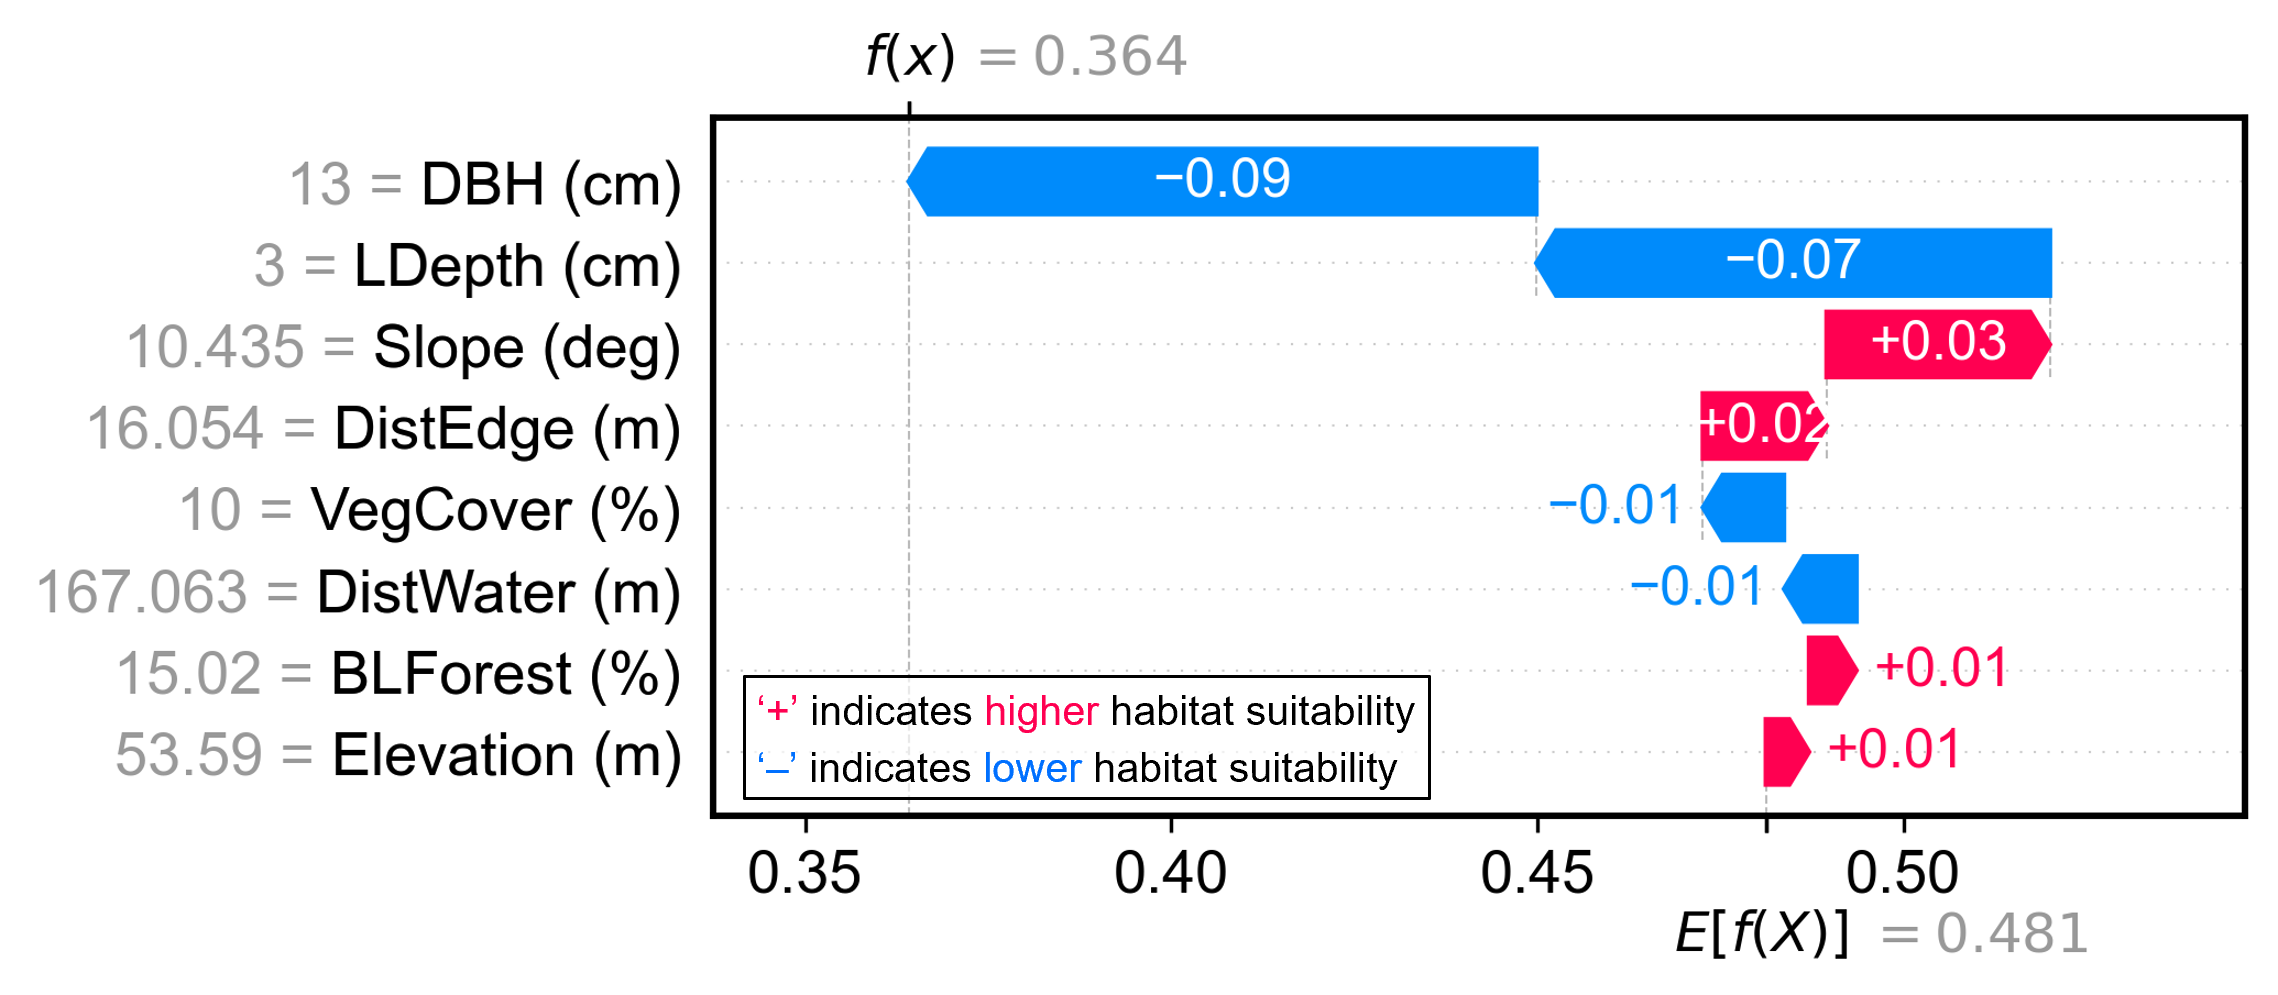 f(x) = 0.364
13 = DBH (cm)
−0.09
3 = LDepth (cm)
−0.07
10.435 = Slope (deg)
+0.03
16.054 = DistEdge (m)
+0.02
10 = VegCover (%)
−0.01
167.063 = DistWater (m)
−0.01
15.02 = BLForest (%)
+0.01
53.59 = Elevation (m)
+0.01
‘+’ indicates higher habitat suitability
‘–’ indicates lower habitat suitability
0.35 0.40 0.45 0.50
E[f(X)] = 0.481